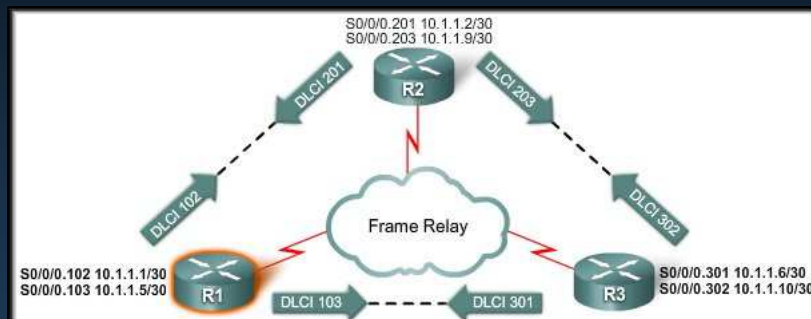 S0/0/0.201 10.1.1.2/30
S0/0/0.203 10.1.1.9/30
R2
DLCI 201
DLCI 203
DLCI 102
DLCI 302
Frame Relay
S0/0/0.102 10.1.1.1/30
S0/0/0.103 10.1.1.5/30
R1
R3
S0/0/0.301 10.1.1.6/30
S0/0/0.302 10.1.1.10/30
DLCI 103
DLCI 301